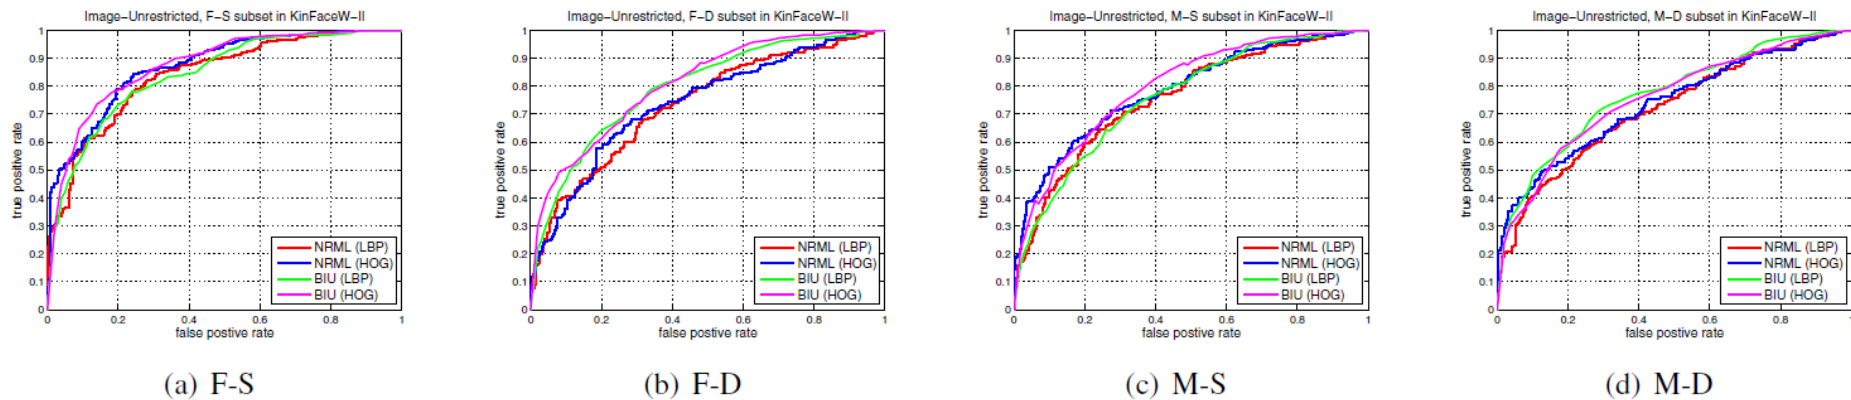 Image-Unrestricted, F-S subset in KinFaceW-II
1
0.9
0.8
0.7
0.6
0.5
0.4
0.3
0.2
0.1
0
true positive rate
NRML (LBP)
NRML (HOG)
BIU (LBP)
BIU (HOG)
0 0.2 0.4 0.6 0.8 1
false postive rate
(a) F-S
Image-Unrestricted, F-D subset in KinFaceW-II
1
0.9
0.8
0.7
0.6
0.5
0.4
0.3
0.2
0.1
0
true positive rate
NRML (LBP)
NRML (HOG)
BIU (LBP)
BIU (HOG)
0 0.2 0.4 0.6 0.8 1
false postive rate
(b) F-D
Image-Unrestricted, M-S subset in KinFaceW-II
1
0.9
0.8
0.7
0.6
0.5
0.4
0.3
0.2
0.1
0
true positive rate
NRML (LBP)
NRML (HOG)
BIU (LBP)
BIU (HOG)
0 0.2 0.4 0.6 0.8 1
false postive rate
(c) M-S
Image-Unrestricted, M-D subset in KinFaceW-II
1
0.9
0.8
0.7
0.6
0.5
0.4
0.3
0.2
0.1
0
true positive rate
NRML (LBP)
NRML (HOG)
BIU (LBP)
BIU (HOG)
0 0.2 0.4 0.6 0.8 1
false postive rate
(d) M-D